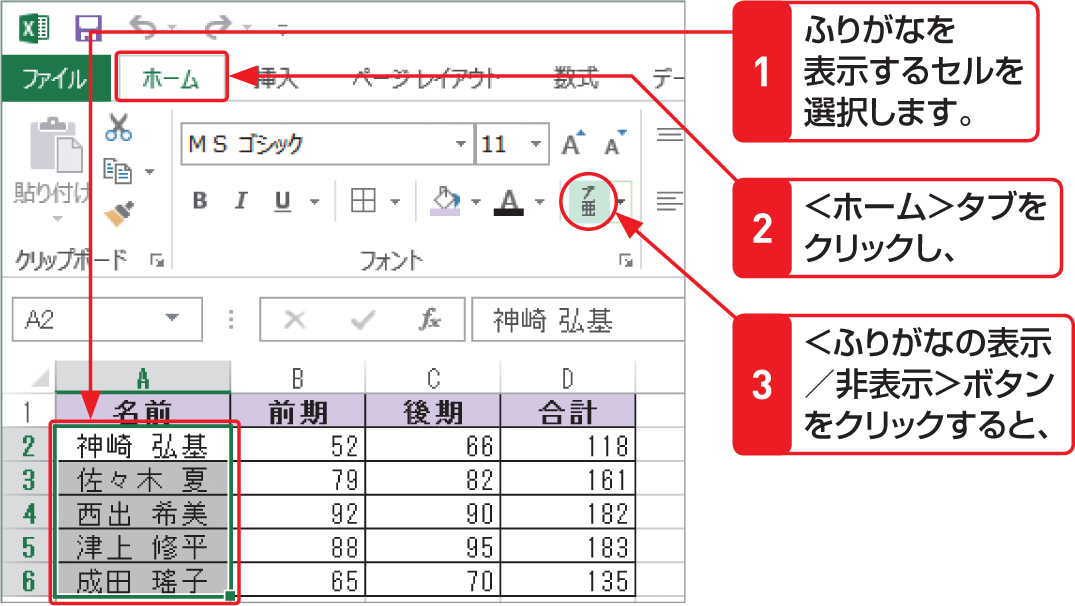 ファイル ホーム 挿入 ページ レイアウト 数式 デー
貼り付け
ＭＳ ゴシック 11 A A
B I U A ア亜
クリップボード フォント
A2 fx 神崎 弘基
A B C D
1 名前 前期 後期 合計
2 神崎 弘基 52 66 118
3 佐々木 夏 79 82 161
4 西出 希美 92 90 182
5 津上 修平 88 95 183
6 成田 瑤子 65 70 135
1
ふりがなを
表示するセルを
選択します。
2
＜ホーム＞タブを
クリックし、
3
＜ふりがなの表示
／非表示＞ボタン
をクリックすると、